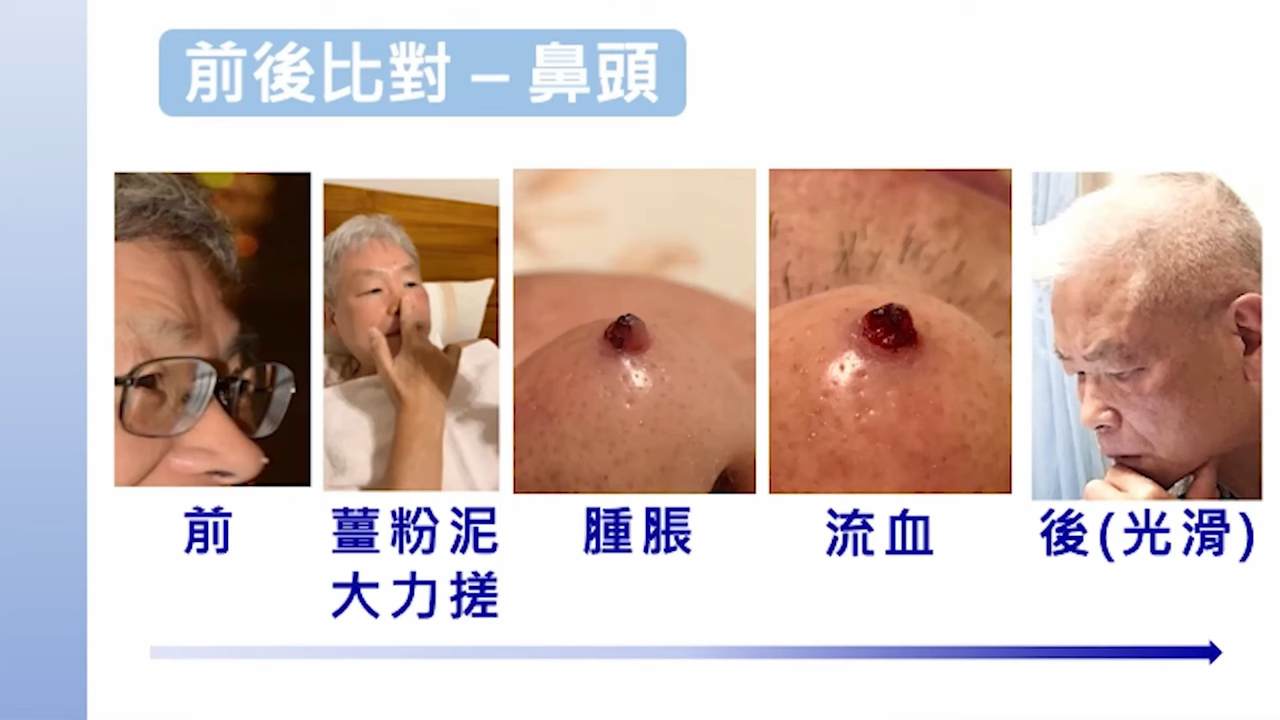 前後比對 – 鼻頭
前
薑粉泥
大力搓
腫脹
流血
後(光滑)